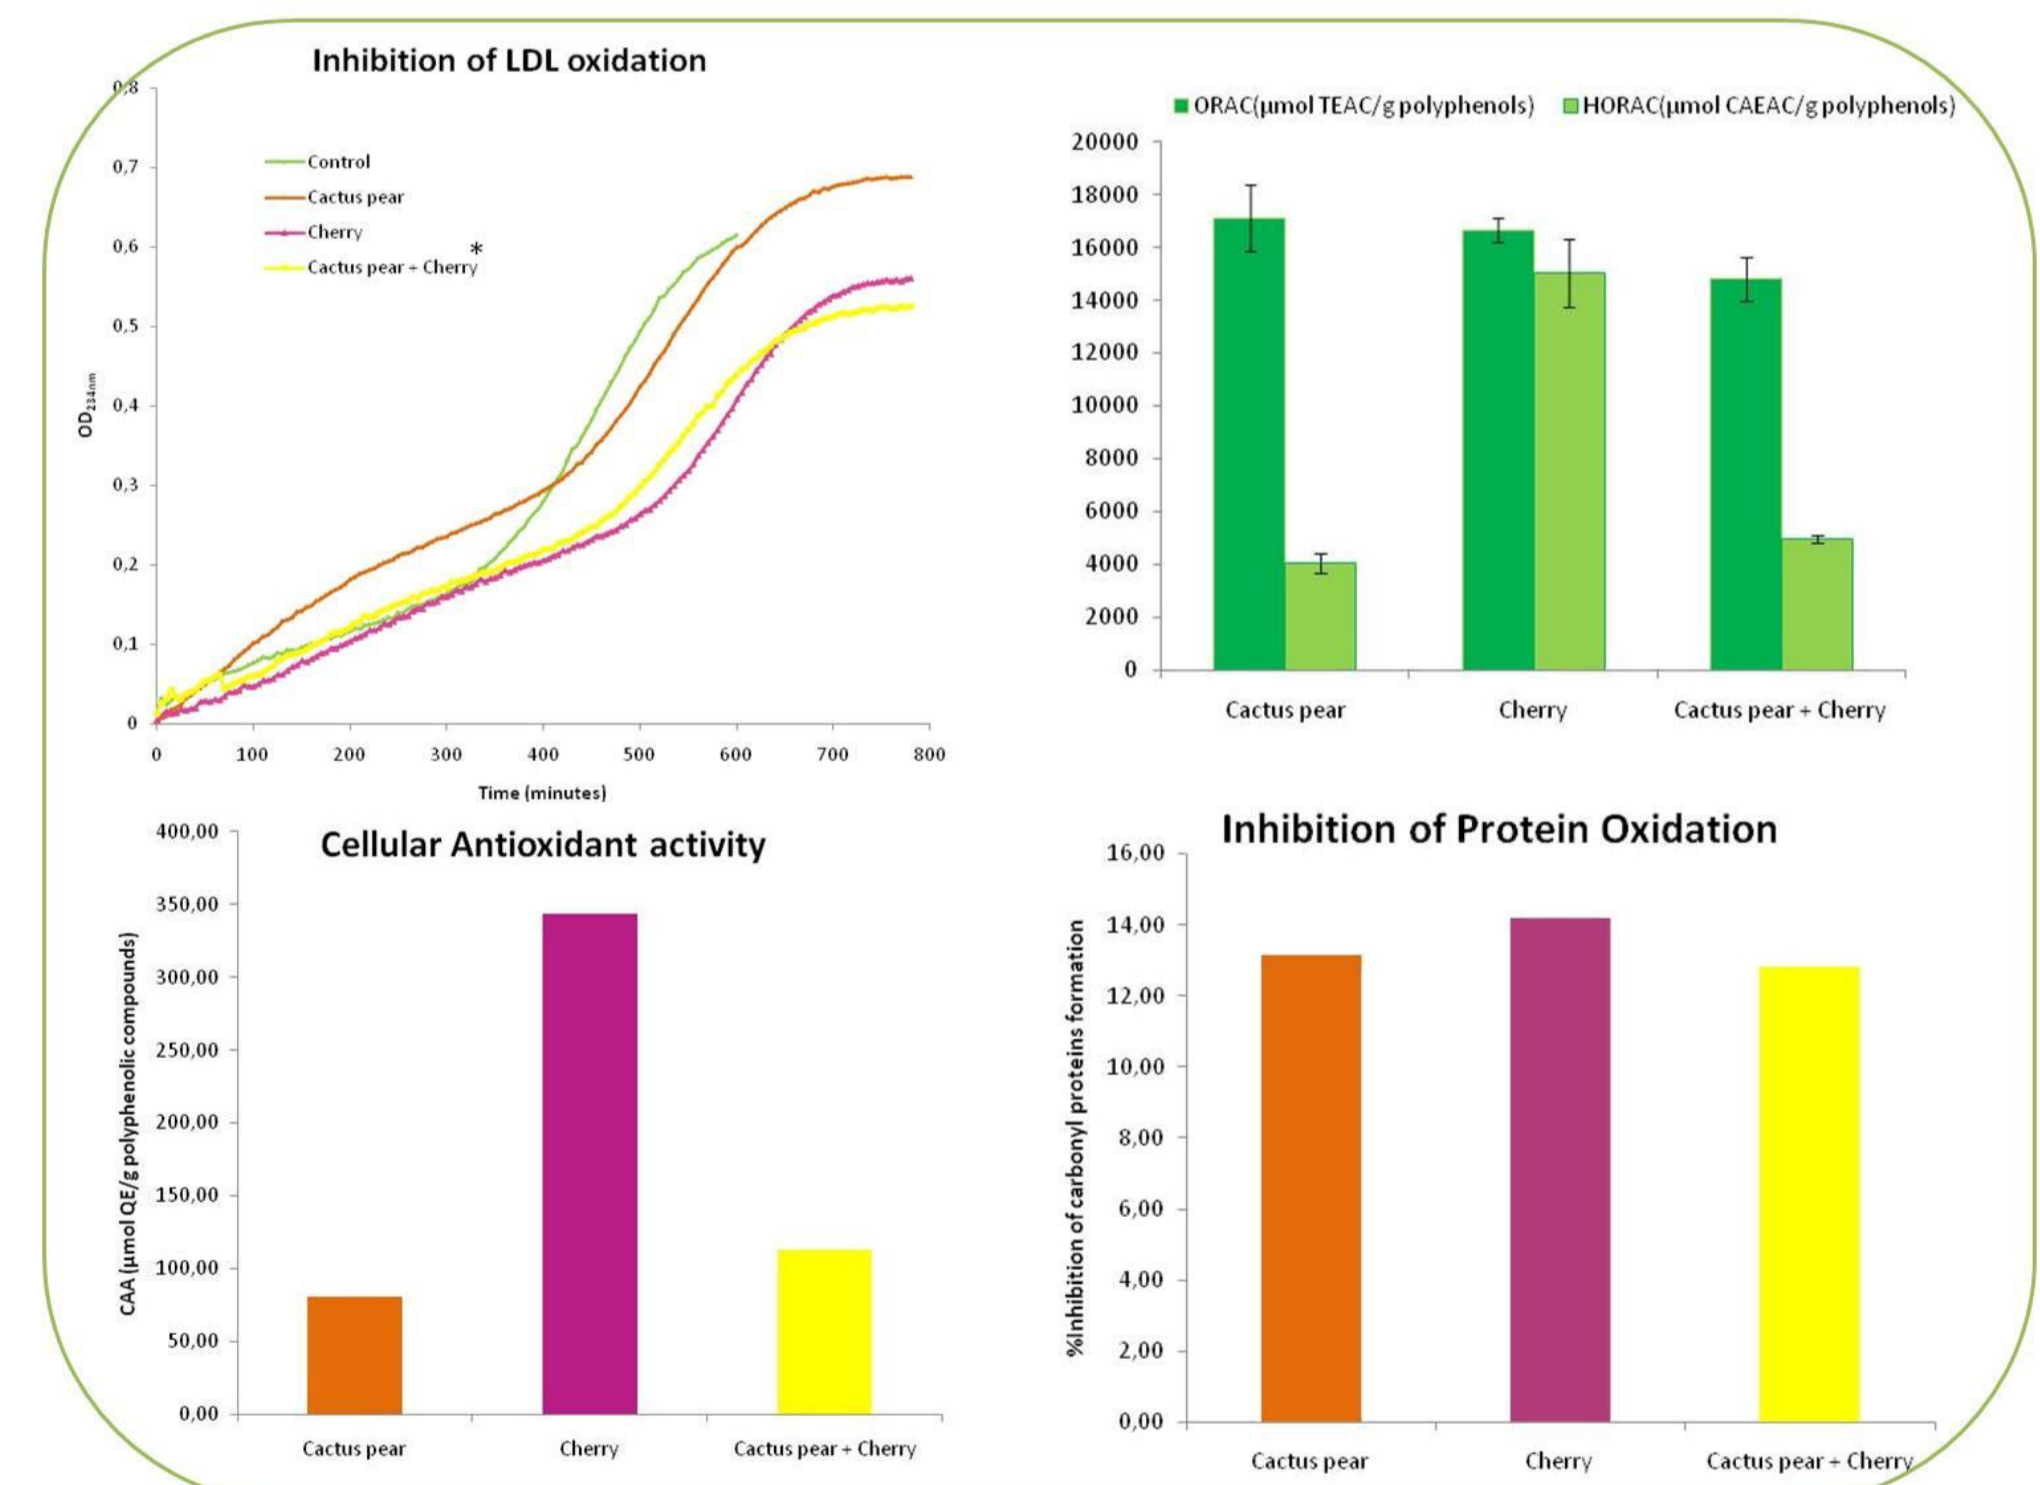 Inhibition of LDL oxidation
0,8
0,7
0,6
0,5
0,4
0,3
0,2
0,1
0
OD234nm
Control
Cactus pear
Cherry
Cactus pear + Cherry*
0 100 200 300 400 500 600 700 800
Time (minutes)
ORAC(µmol TEAC/g polyphenols) HORAC(µmol CAEAC/g polyphenols)
20000
18000
16000
14000
12000
10000
8000
6000
4000
2000
0
Cactus pear Cherry Cactus pear + Cherry
Cellular Antioxidant activity
400,00
350,00
300,00
250,00
200,00
150,00
100,00
50,00
0,00
CAA (µmol QE/g polyphenolic compounds)
Cactus pear Cherry Cactus pear + Cherry
Inhibition of Protein Oxidation
16,00
14,00
12,00
10,00
8,00
6,00
4,00
2,00
0,00
%Inhibition of carbonyl proteins formation
Cactus pear Cherry Cactus pear + Cherry